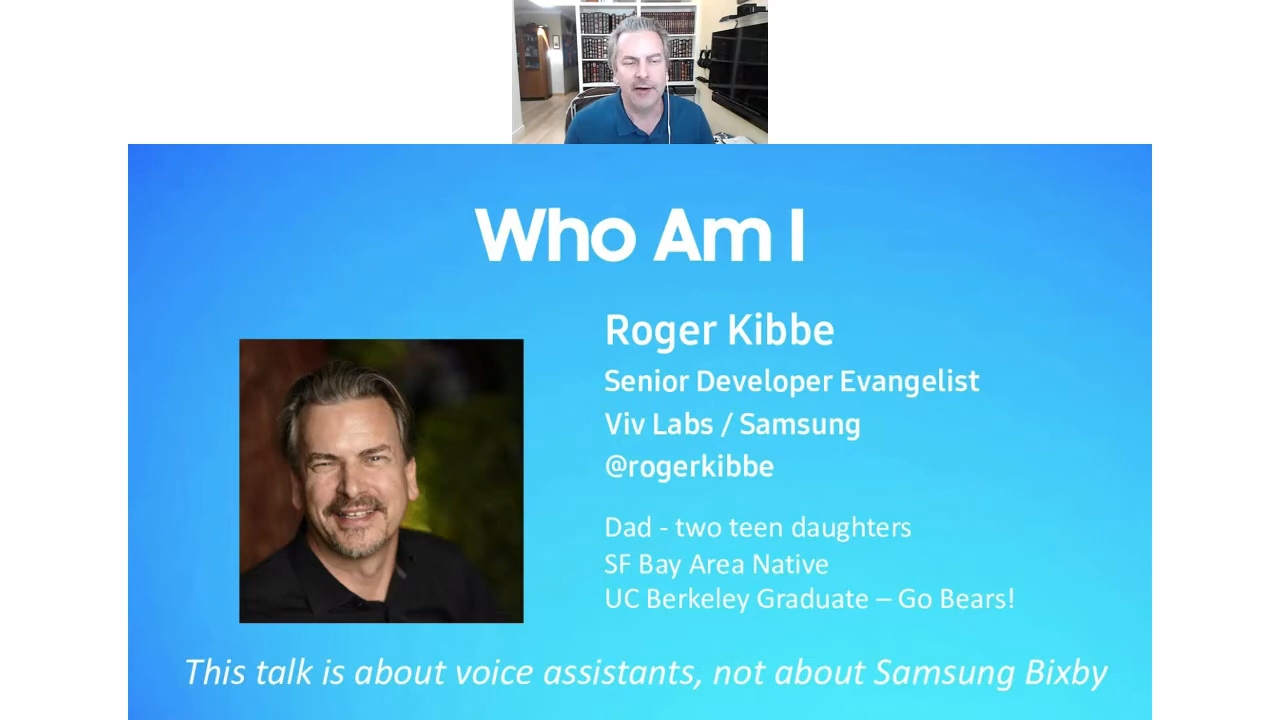 Who Am I
Roger Kibbe
Senior Developer Evangelist
Viv Labs / Samsung
@rogerkibbe
Dad - two teen daughters
SF Bay Area Native
UC Berkeley Graduate – Go Bears!
This talk is about voice assistants, not about Samsung Bixby